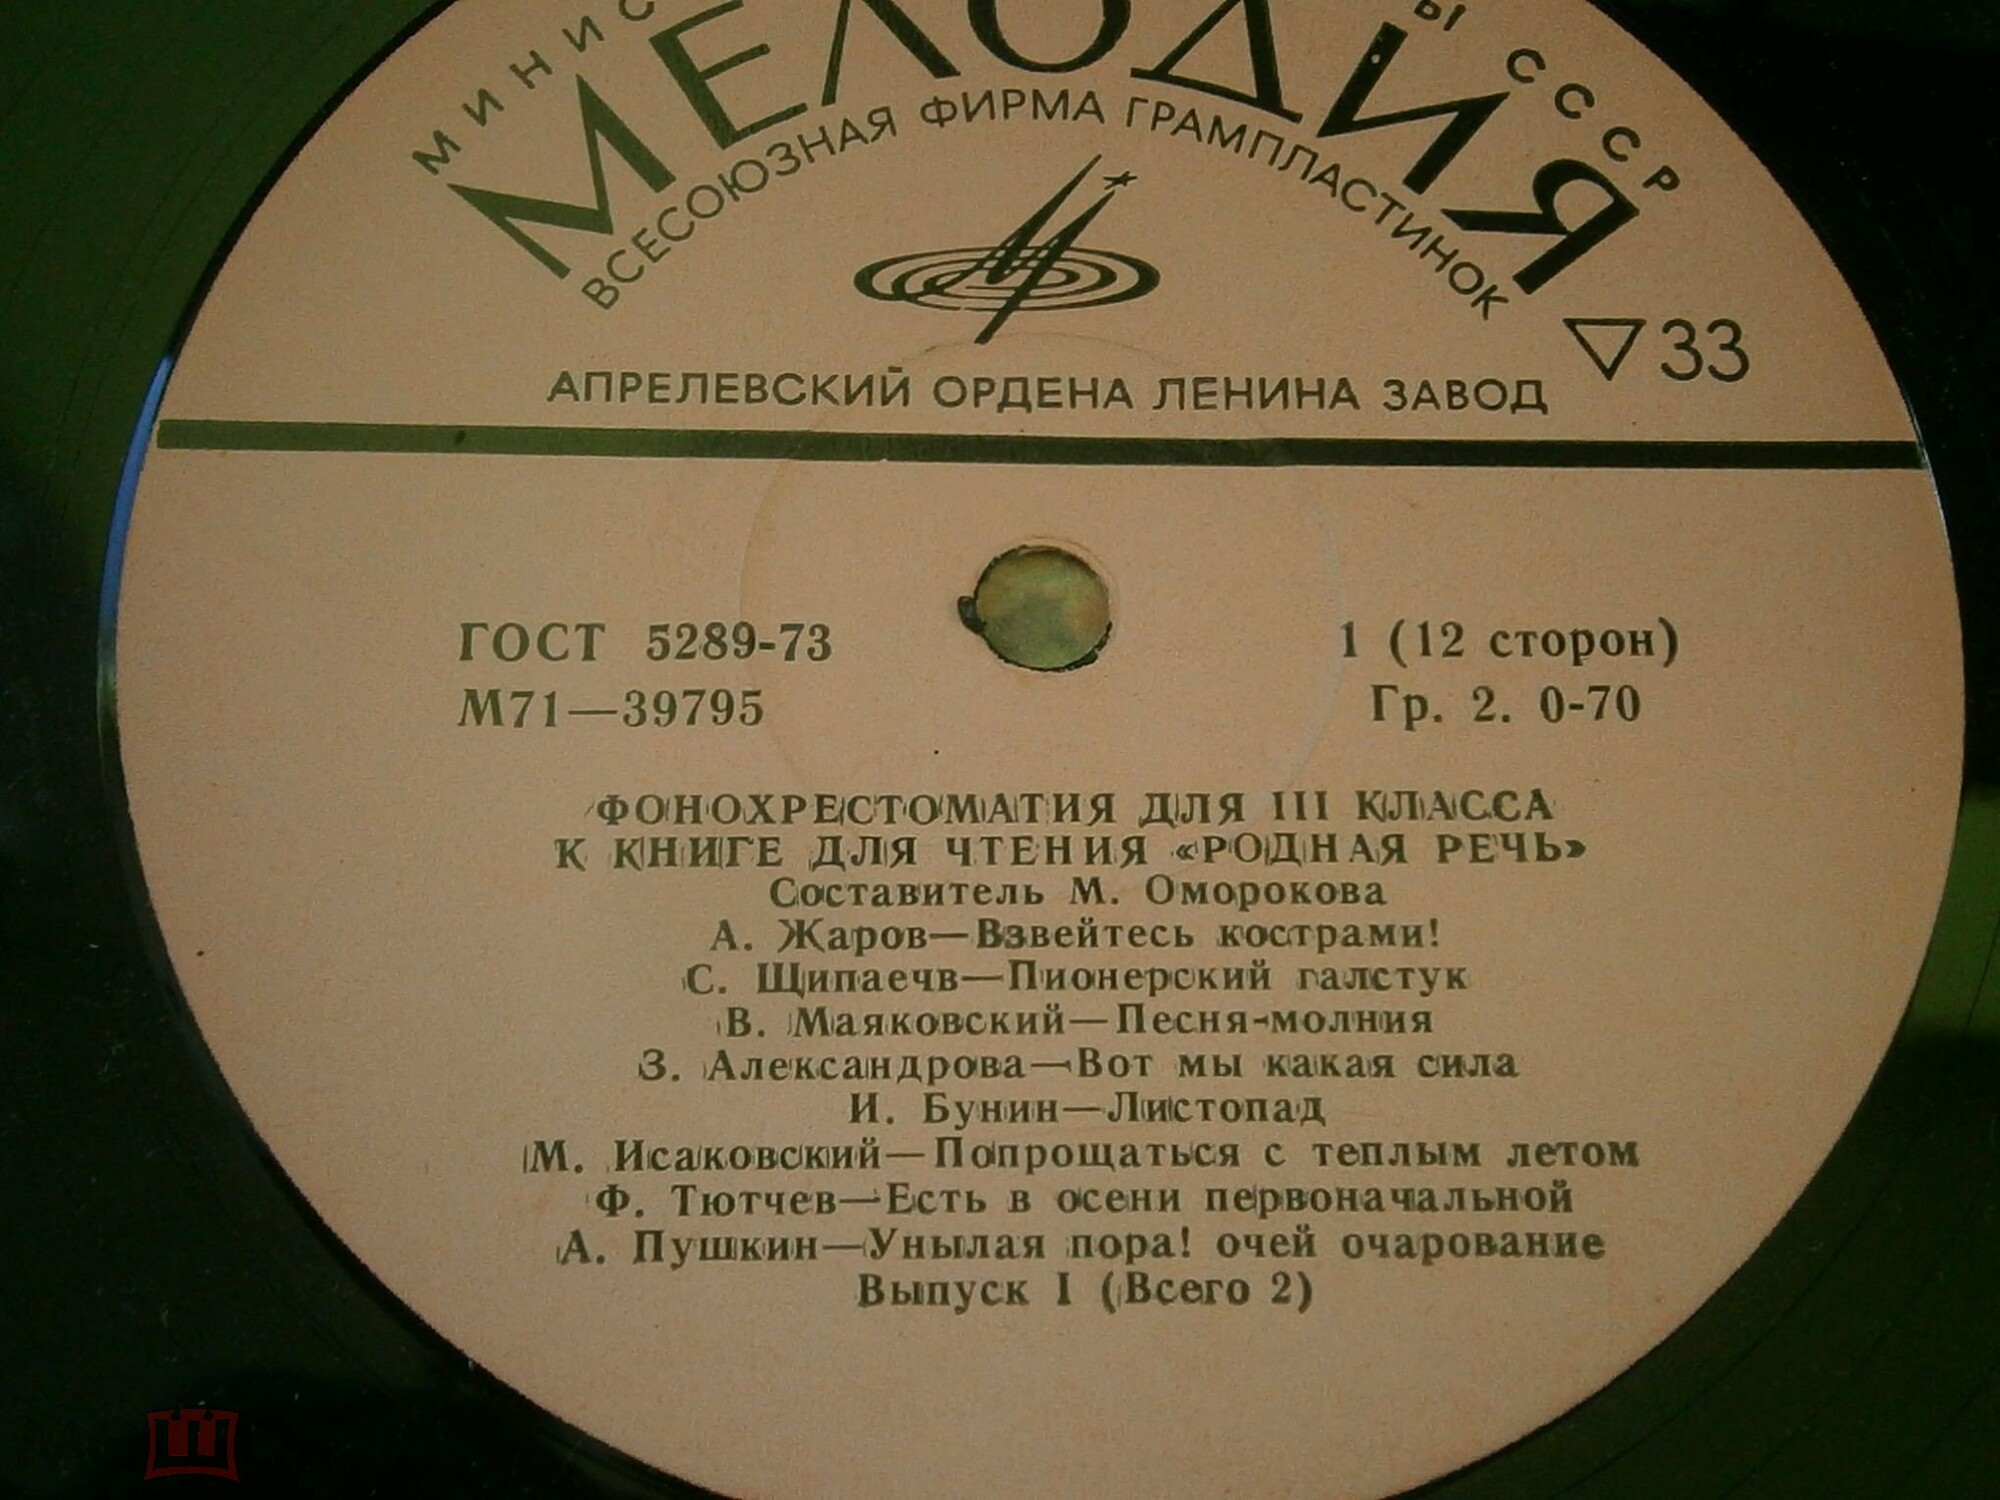 МИНИС
Ы СССР
МЕЛОДИЯ
ВСЕСОЮЗНАЯ ФИРМА ГРАМПЛАСТИНОК
33
АПРЕЛЕВСКИЙ ОРДЕНА ЛЕНИНА ЗАВОД
ГОСТ 5289-73
1 (12 сторон)
М71—39795
Гр. 2. 0-70
ФОНОХРЕСТОМАТИЯ ДЛЯ III КЛАССА
К КНИГЕ ДЛЯ ЧТЕНИЯ «РОДНАЯ РЕЧЬ»
Составитель М. Оморокова
А. Жаров—Взвейтесь кострами!
С. Щипаечв—Пионерский галстук
В. Маяковский—Песня-молния
З. Александрова—Вот мы какая сила
И. Бунин—Листопад
М. Исаковский—Попрощаться с теплым летом
Ф. Тютчев—Есть в осени первоначальной
А. Пушкин—Унылая пора! очей очарование
Выпуск I (Всего 2)